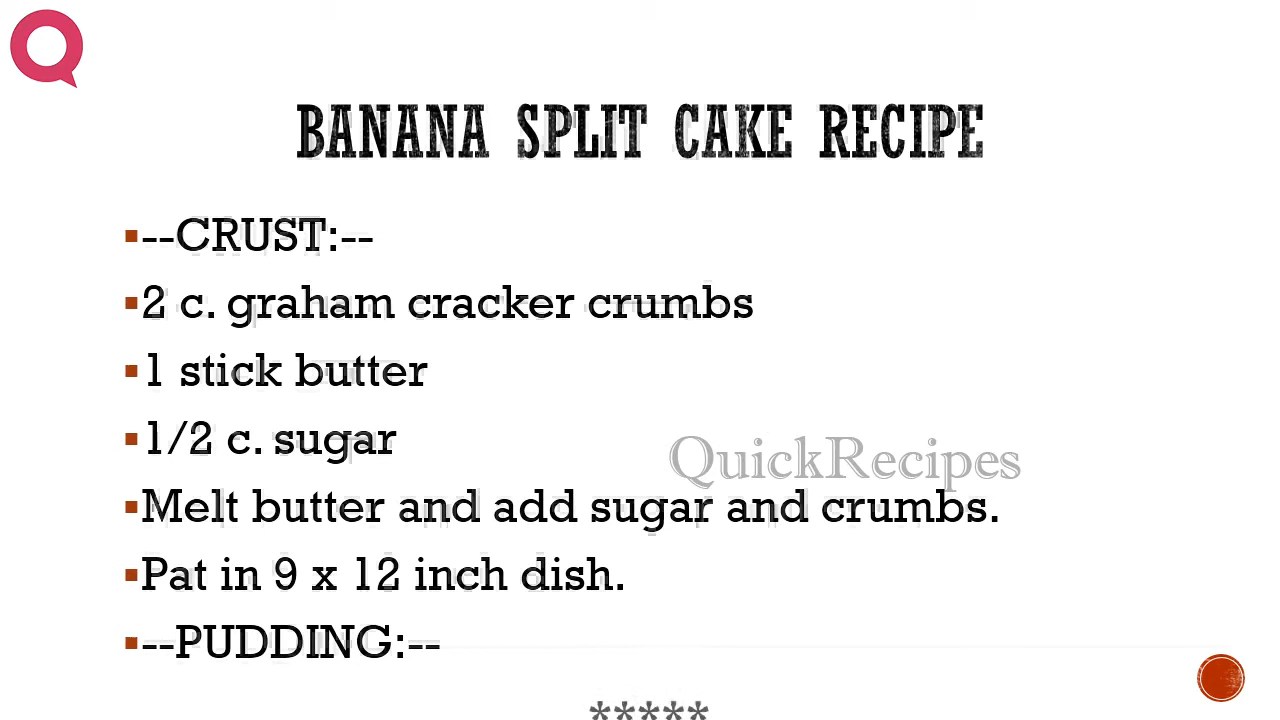 BANANA SPLIT CAKE RECIPE
--CRUST:--
2 c. graham cracker crumbs
1 stick butter
1/2 c. sugar
QuickRecipes
Melt butter and add sugar and crumbs.
Pat in 9 x 12 inch dish.
--PUDDING:--
*****